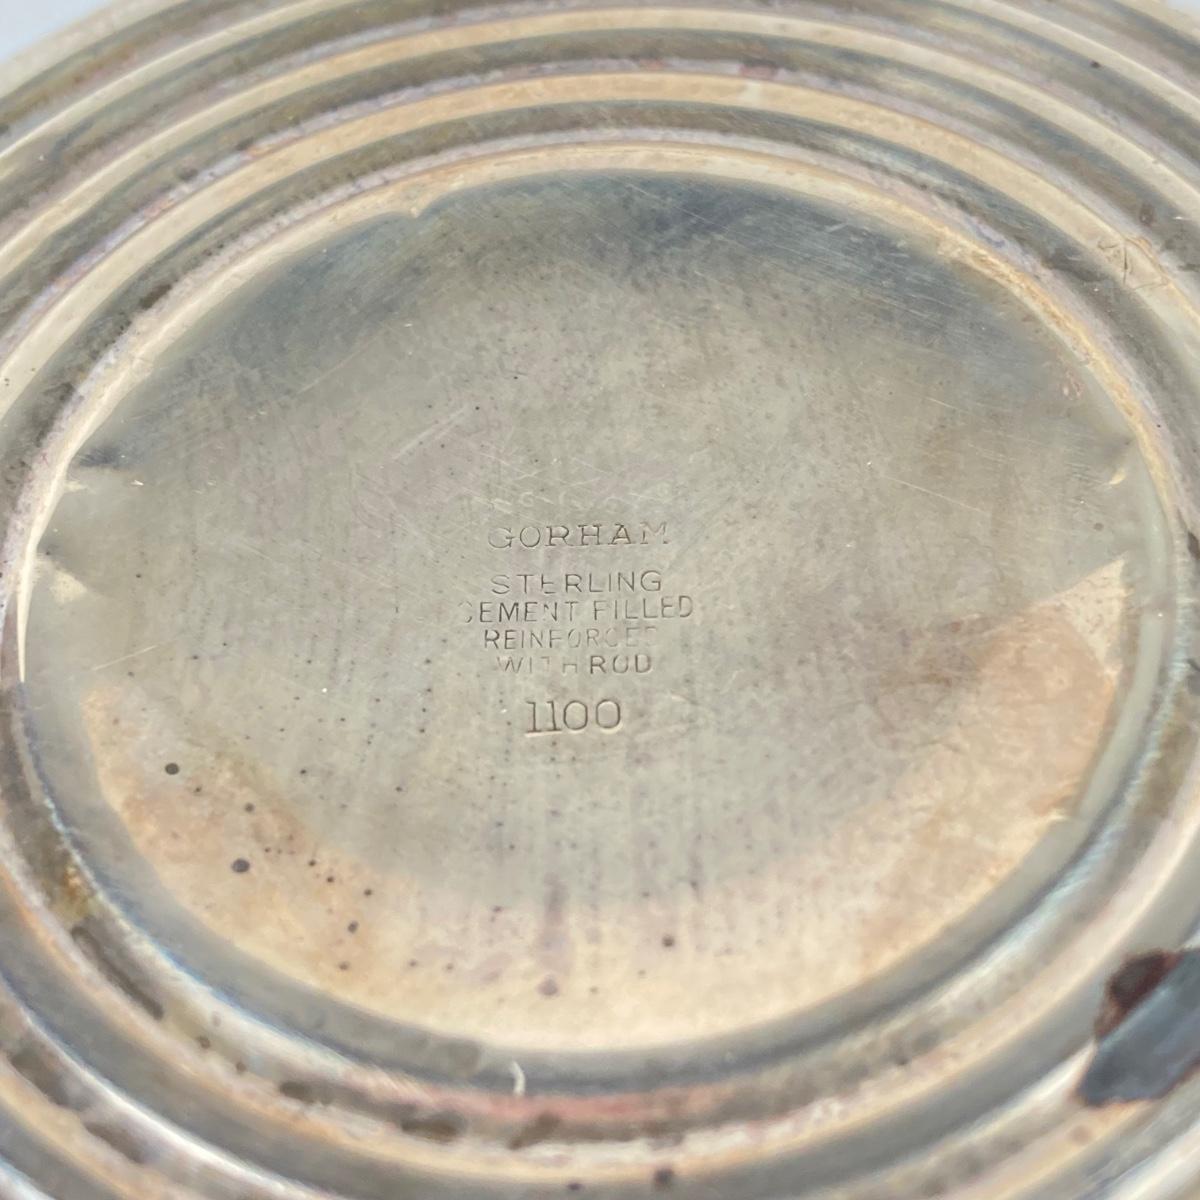 GORHAM
STERLING
CEMENT FILLED
REINFORCED
WITH ROD
1100